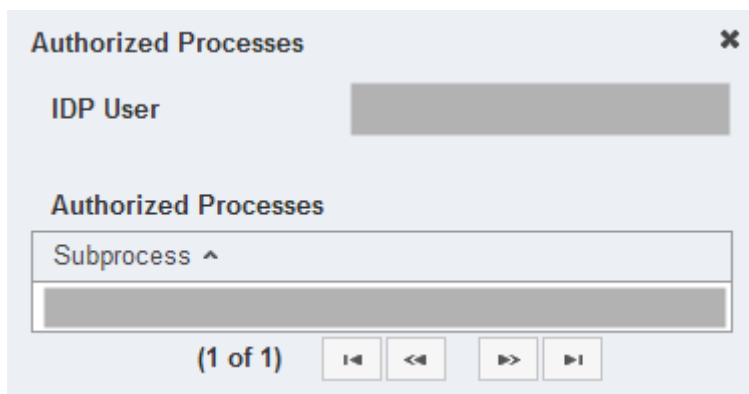 Authorized Processes
IDP User
Authorized Processes
Subprocess
(1 of 1)